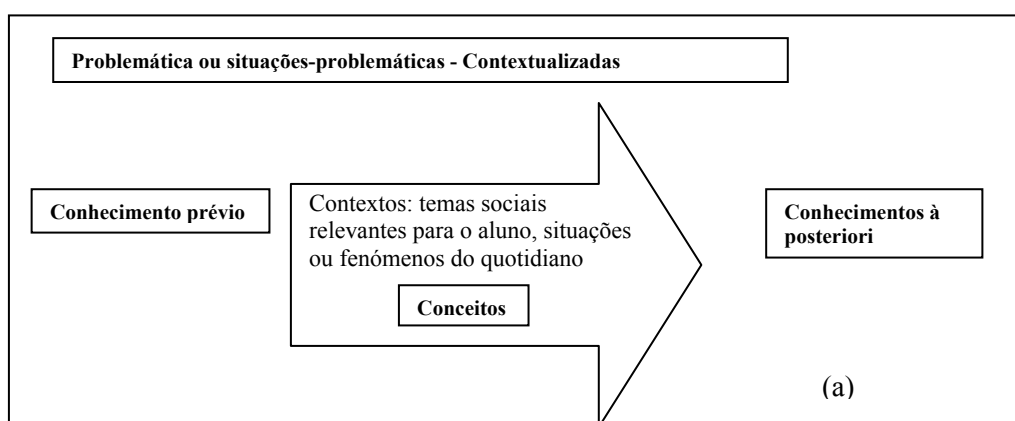 Problemática ou situações-problemáticas - Contextualizadas
Conhecimento prévio
Contextos: temas sociais
relevantes para o aluno, situações
ou fenómenos do quotidiano
Conceitos
Conhecimentos à
posteriori
(a)